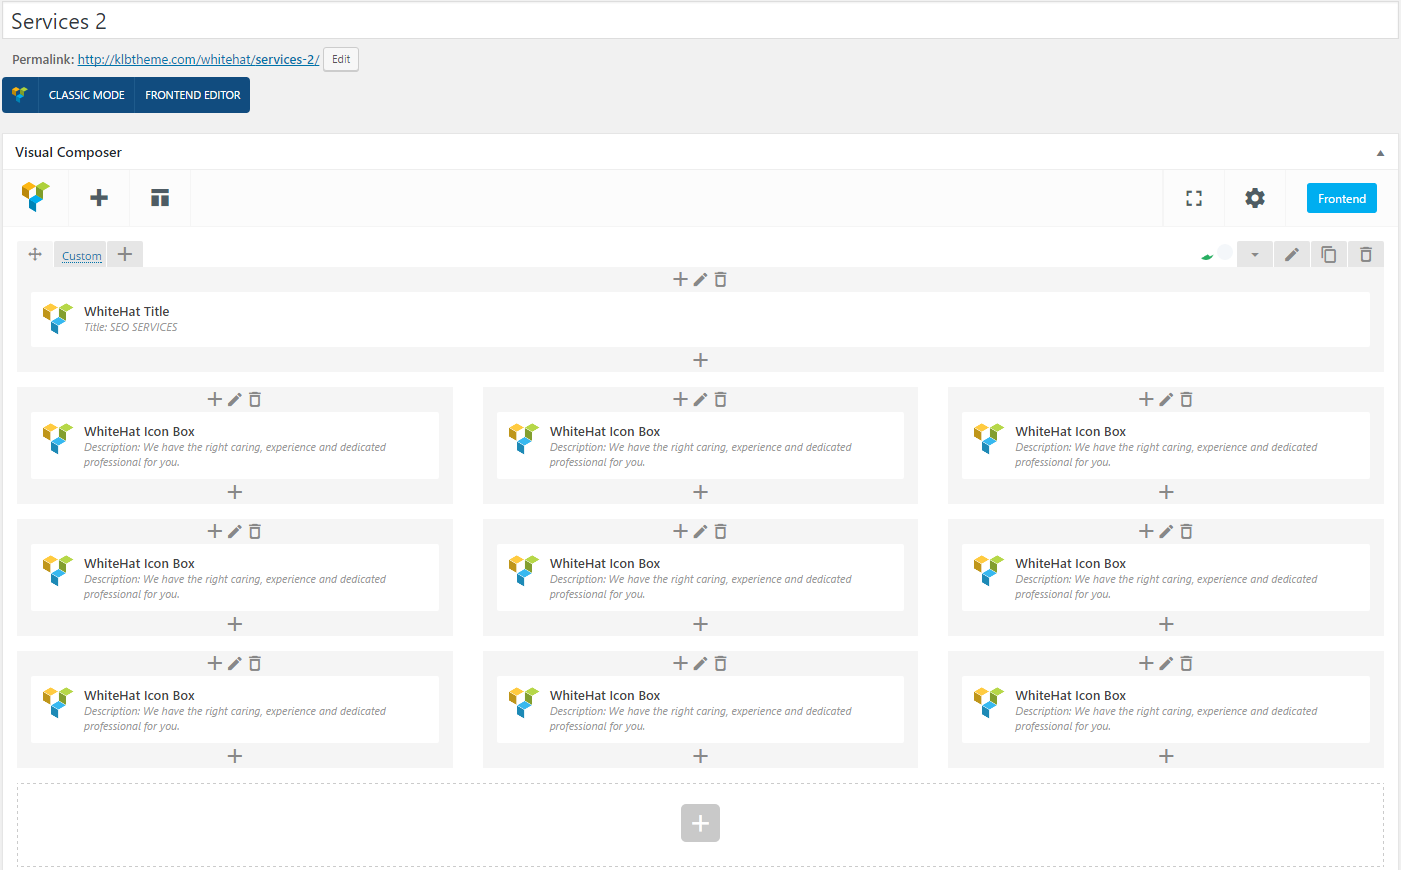 Services 2
Permalink: http://klbtheme.com/whitehat/services-2/ Edit
CLASSIC MODE FRONTEND EDITOR
Visual Composer
Frontend
Custom
WhiteHat Title
Title: SEO SERVICES
WhiteHat Icon Box
Description: We have the right caring, experience and dedicated
professional for you.
WhiteHat Icon Box
Description: We have the right caring, experience and dedicated
professional for you.
WhiteHat Icon Box
Description: We have the right caring, experience and dedicated
professional for you.
WhiteHat Icon Box
Description: We have the right caring, experience and dedicated
professional for you.
WhiteHat Icon Box
Description: We have the right caring, experience and dedicated
professional for you.
WhiteHat Icon Box
Description: We have the right caring, experience and dedicated
professional for you.
WhiteHat Icon Box
Description: We have the right caring, experience and dedicated
professional for you.
WhiteHat Icon Box
Description: We have the right caring, experience and dedicated
professional for you.
WhiteHat Icon Box
Description: We have the right caring, experience and dedicated
professional for you.